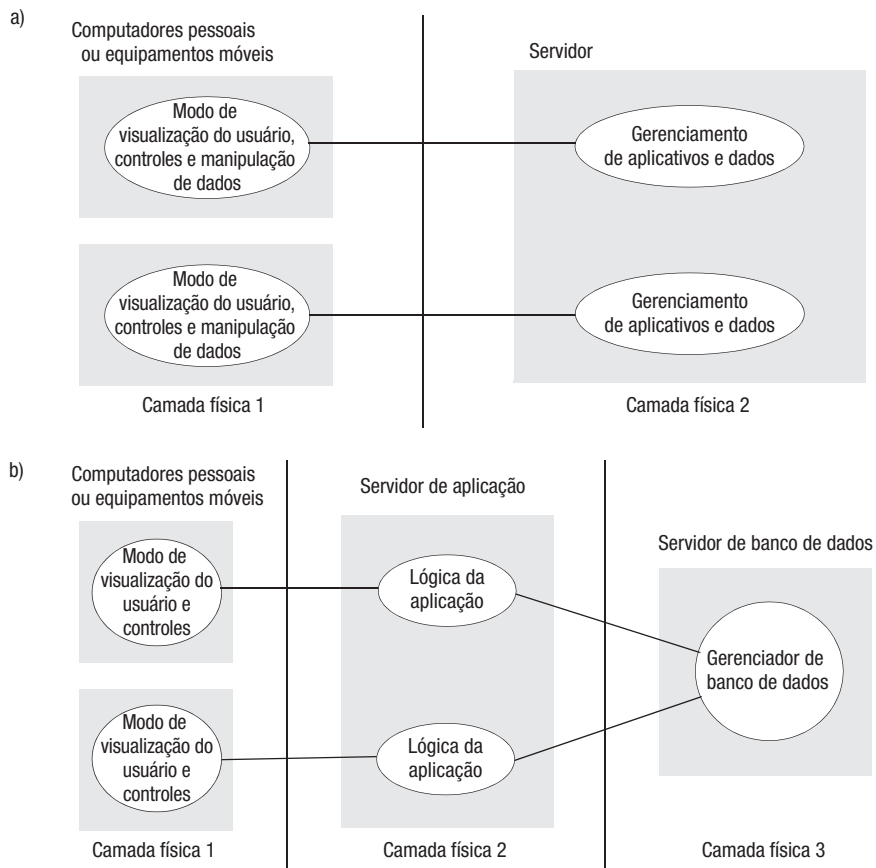 a)
Computadores pessoais
ou equipamentos móveis
Servidor
Modo de
visualização do usuário,
controles e manipulação
de dados
Gerenciamento
de aplicativos e dados
Modo de
visualização do usuário,
controles e manipulação
de dados
Gerenciamento
de aplicativos e dados
Camada física 1
Camada física 2
b)
Computadores pessoais
ou equipamentos móveis
Servidor de aplicação
Servidor de banco de dados
Modo de
visualização do
usuário e
controles
Lógica da
aplicação
Gerenciador de
banco de dados
Modo de
visualização do
usuário e
controles
Lógica da
aplicação
Camada física 1
Camada física 2
Camada física 3